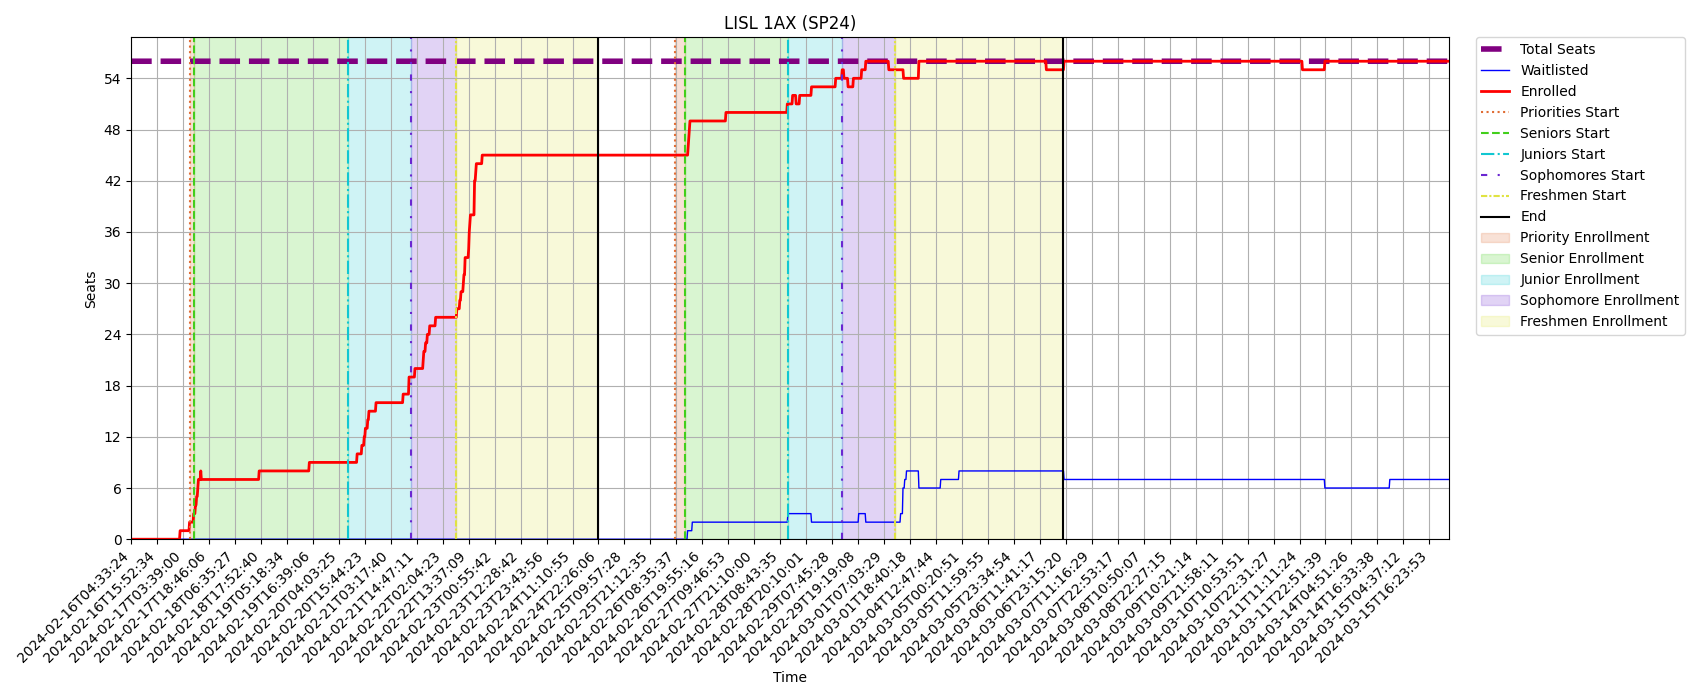 LISL 1AX (SP24)
Total Seats
Waitlisted
Enrolled
Priorities Start
Seniors Start
Juniors Start
Sophomores Start
Freshmen Start
End
Priority Enrollment
Senior Enrollment
Junior Enrollment
Sophomore Enrollment
Freshmen Enrollment
Seats
54
48
42
36
30
24
18
12
6
0
2024-02-16T04:33:24
2024-02-16T15:52:34
2024-02-17T03:39:00
2024-02-17T18:46:06
2024-02-18T06:35:27
2024-02-18T17:52:40
2024-02-19T05:18:34
2024-02-19T16:39:06
2024-02-20T04:03:25
2024-02-20T15:44:23
2024-02-21T03:17:40
2024-02-21T14:47:11
2024-02-22T02:04:23
2024-02-22T13:37:09
2024-02-23T00:55:42
2024-02-23T12:28:42
2024-02-23T23:43:56
2024-02-24T11:10:55
2024-02-24T22:26:06
2024-02-25T09:57:28
2024-02-25T21:12:35
2024-02-26T08:35:37
2024-02-26T19:55:16
2024-02-27T09:46:53
2024-02-27T21:10:00
2024-02-28T08:43:35
2024-02-28T20:10:01
2024-02-29T07:45:28
2024-02-29T19:19:08
2024-03-01T07:03:29
2024-03-01T18:40:18
2024-03-04T12:47:44
2024-03-05T00:20:51
2024-03-05T11:59:55
2024-03-05T23:34:54
2024-03-06T11:41:17
2024-03-06T23:15:20
2024-03-07T11:16:29
2024-03-07T22:53:17
2024-03-08T10:50:07
2024-03-08T22:27:15
2024-03-09T10:21:14
2024-03-09T21:58:11
2024-03-10T10:53:51
2024-03-10T22:31:27
2024-03-11T11:11:24
2024-03-11T22:51:39
2024-03-14T04:51:26
2024-03-14T16:33:38
2024-03-15T04:37:12
2024-03-15T16:23:53
Time